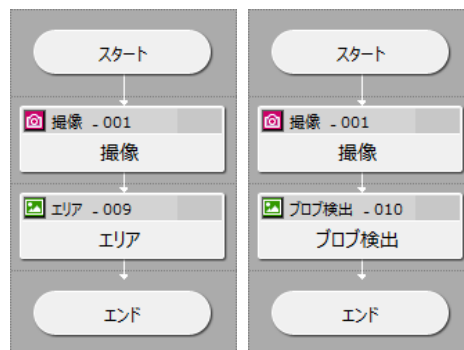 スタート
撮像 - 001
撮像
エリア - 009
エリア
エンド
スタート
撮像 - 001
撮像
ブロブ検出 - 010
ブロブ検出
エンド